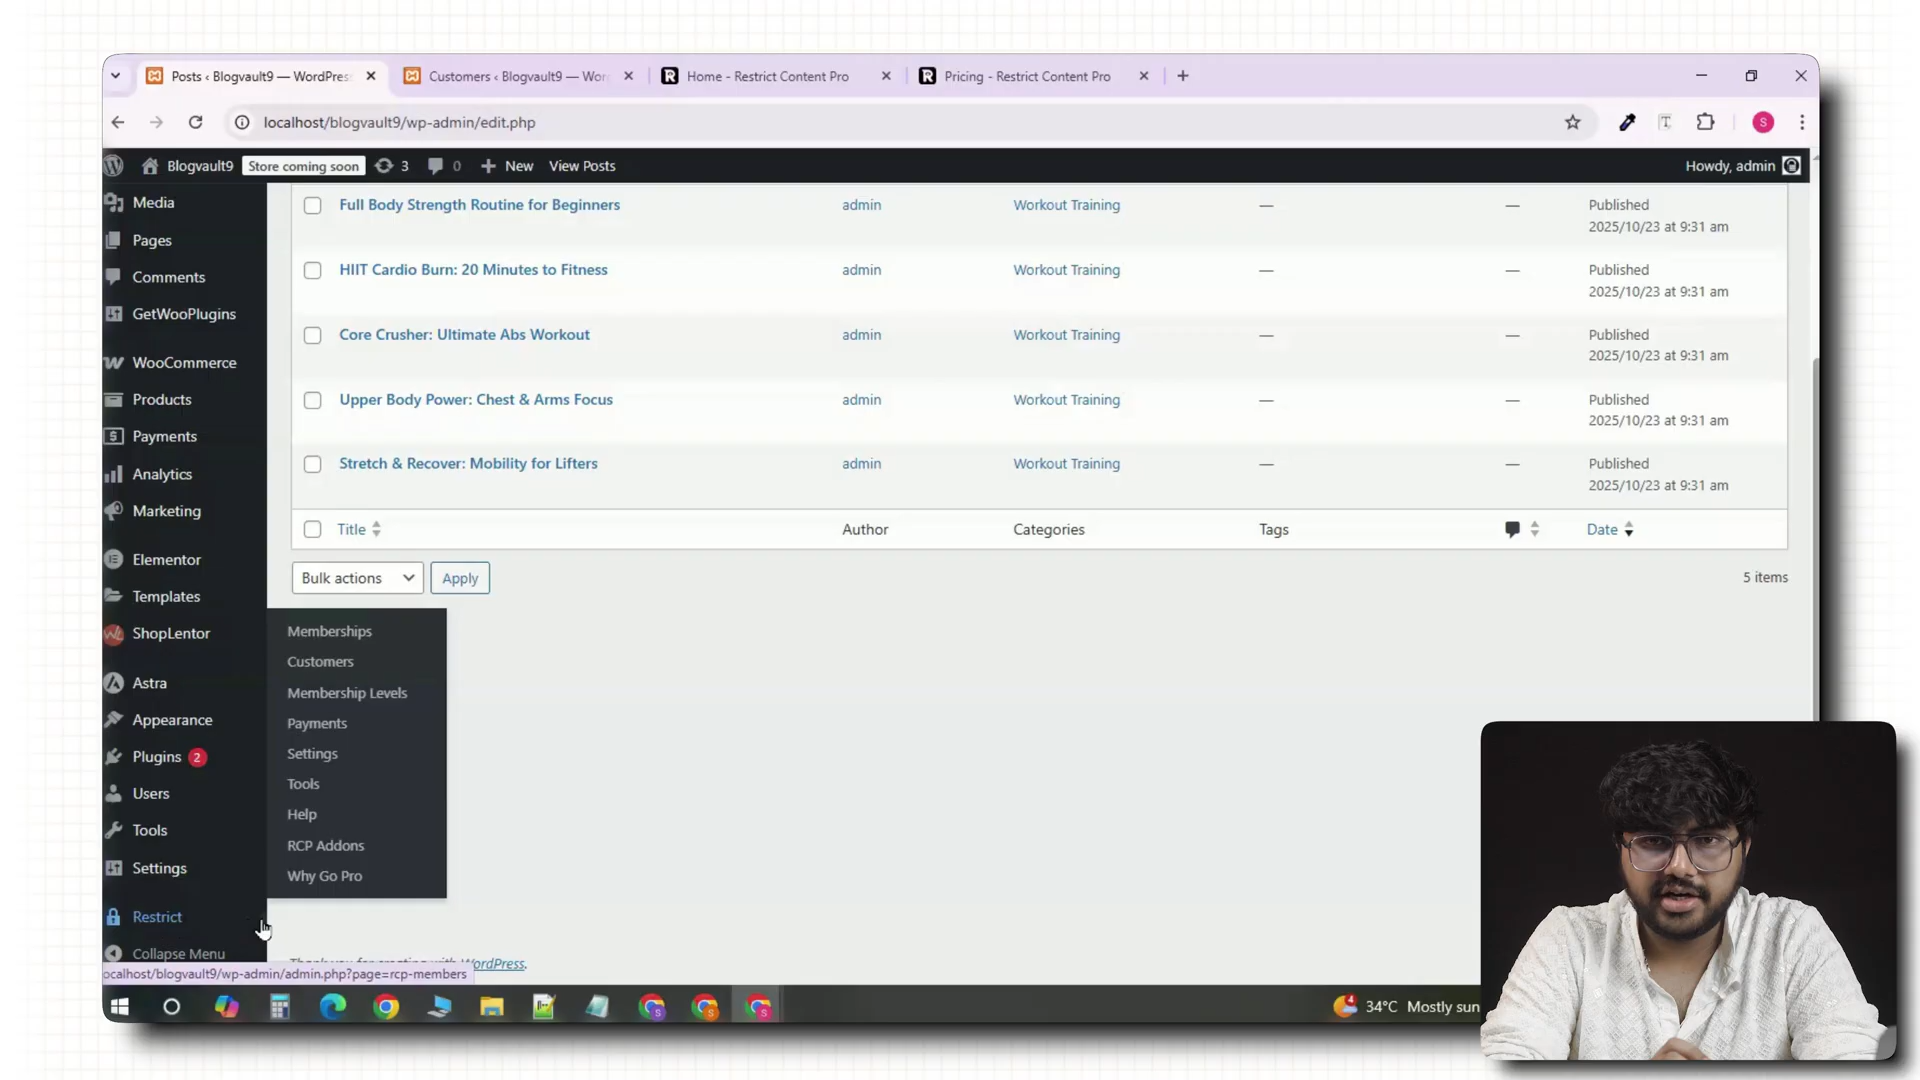 Posts ‹ Blogvault9 — WordPres
Customers ‹ Blogvault9 — Wor
Home - Restrict Content Pro
Pricing - Restrict Content Pro
localhost/blogvault9/wp-admin/edit.php
S
Blogvault9
Store coming soon
3
0
New
View Posts
Howdy, admin
Media
Pages
Comments
GetWooPlugins
WooCommerce
Products
Payments
Analytics
Marketing
Elementor
Templates
ShopLentor
Astra
Appearance
Plugins 2
Users
Tools
Settings
Restrict
Collapse Menu
Full Body Strength Routine for Beginners admin Workout Training — — Published
2025/10/23 at 9:31 am
HIIT Cardio Burn: 20 Minutes to Fitness admin Workout Training — — Published
2025/10/23 at 9:31 am
Core Crusher: Ultimate Abs Workout admin Workout Training — — Published
2025/10/23 at 9:31 am
Upper Body Power: Chest & Arms Focus admin Workout Training — — Published
2025/10/23 at 9:31 am
Stretch & Recover: Mobility for Lifters admin Workout Training — — Published
2025/10/23 at 9:31 am
Title Author Categories Tags Date
Bulk actions Apply
5 items
Memberships
Customers
Membership Levels
Payments
Settings
Tools
Help
RCP Addons
Why Go Pro
WordPress.
ocalhost/blogvault9/wp-admin/admin.php?page=rcp-members
4
34°C Mostly sun